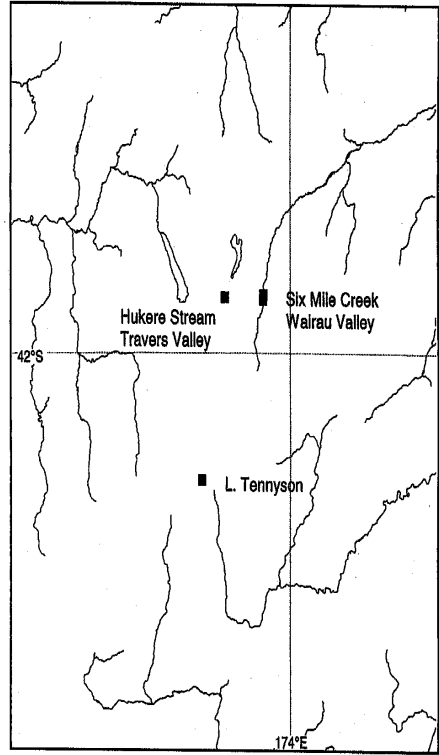 Hukere Stream
Travers Valley
Six Mile Creek
Wairau Valley
42°S
L. Tennyson
174°E